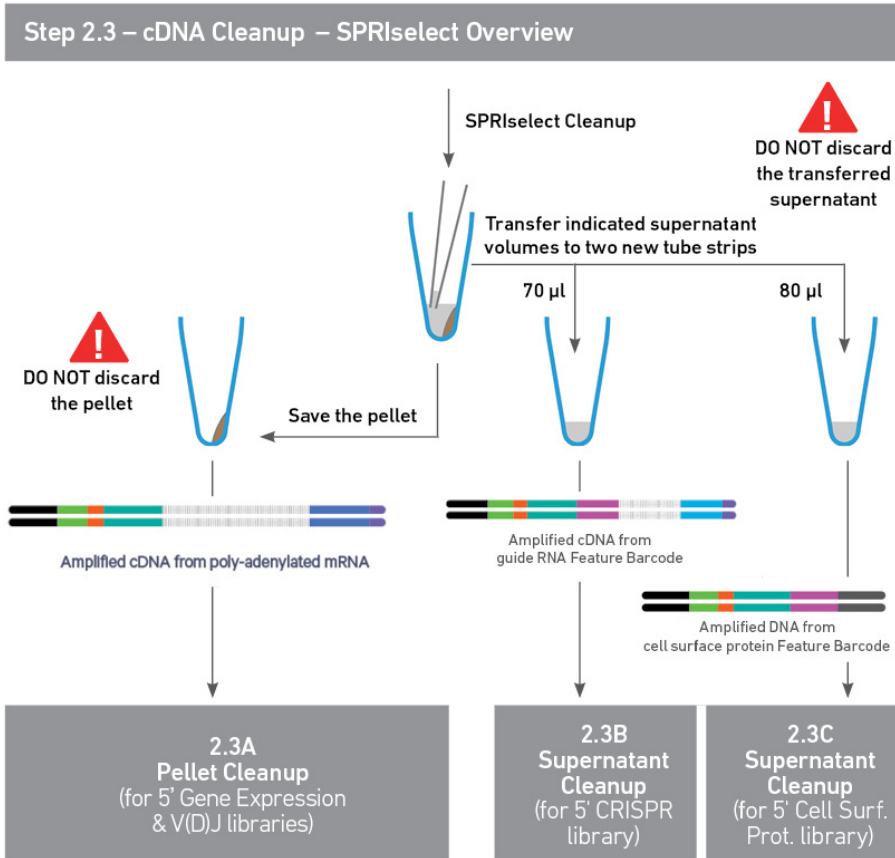 Step 2.3 – cDNA Cleanup – SPRIselect Overview
SPRIselect Cleanup
!
DO NOT discard
the transferred
supernatant
Transfer indicated supernatant
volumes to two new tube strips
70 µl
80 µl
!
DO NOT discard
the pellet
Save the pellet
Amplified cDNA from poly-adenylated mRNA
Amplified cDNA from
guide RNA Feature Barcode
Amplified DNA from
cell surface protein Feature Barcode
2.3A
Pellet Cleanup
(for 5’ Gene Expression
& V(D)J libraries)
2.3B
Supernatant
Cleanup
(for 5' CRISPR
library)
2.3C
Supernatant
Cleanup
(for 5' Cell Surf.
Prot. library)